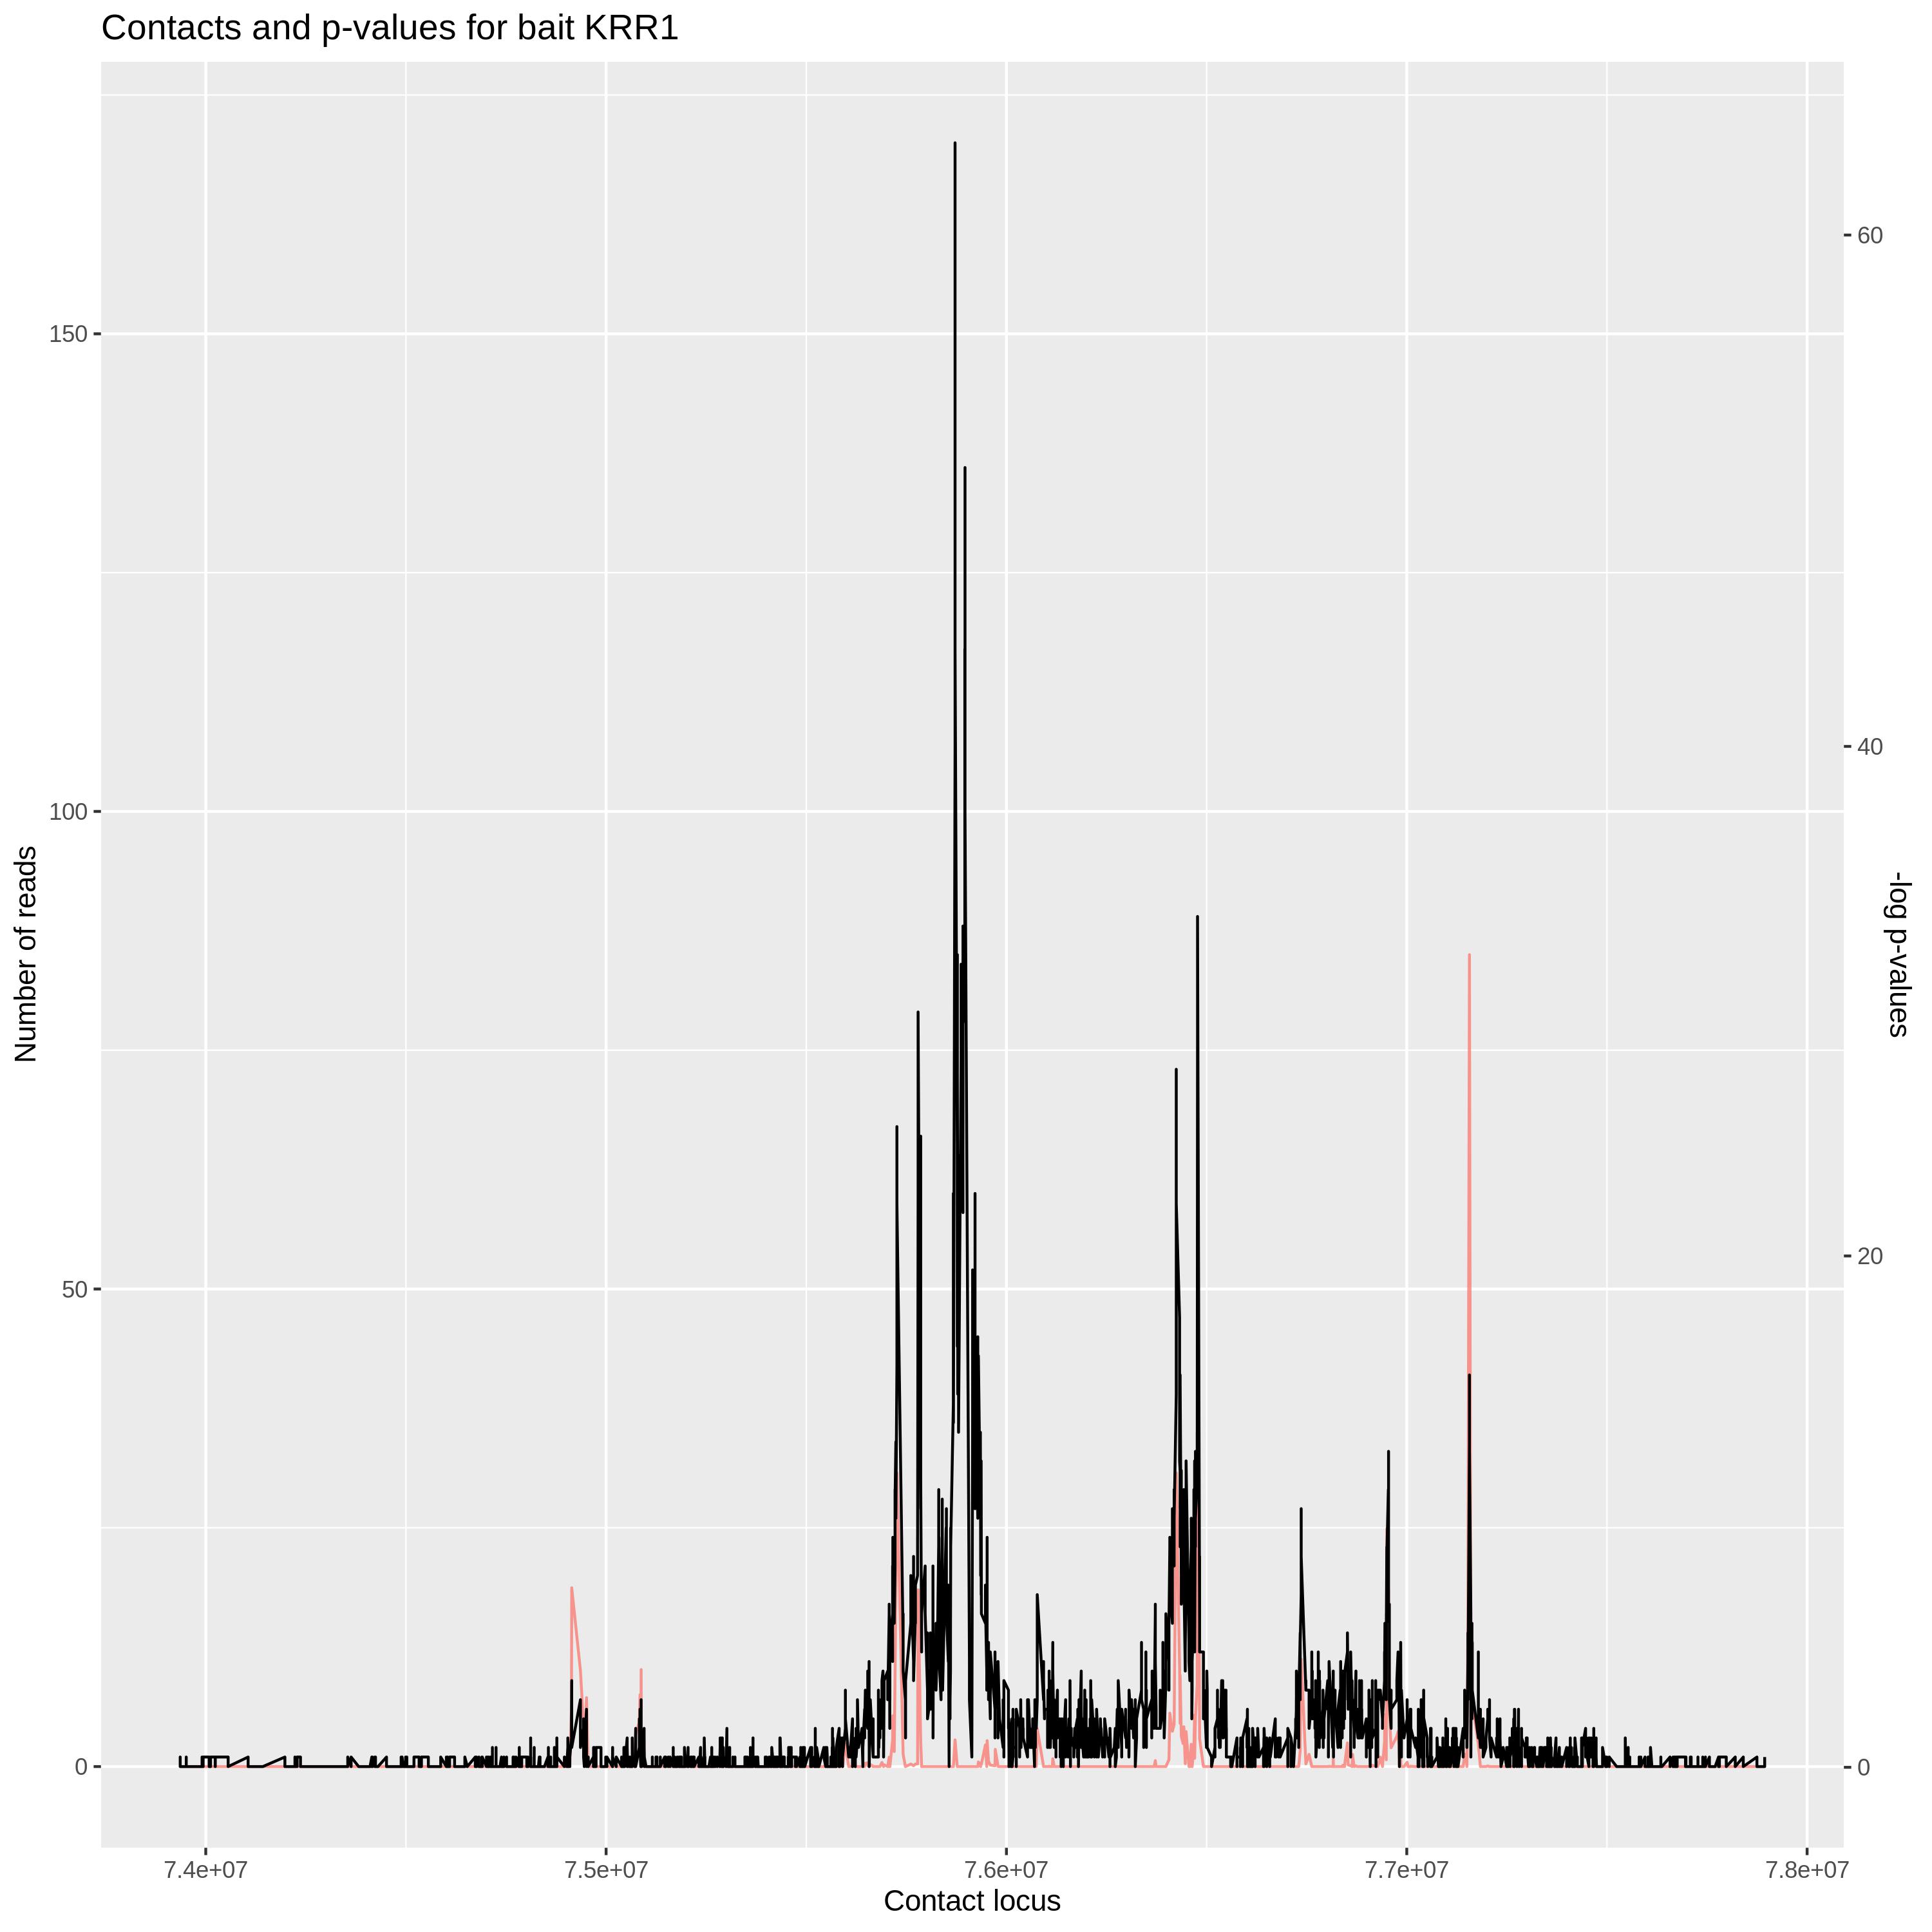 Contacts and p-values for bait KRR1
Number of reads
150
100
50
0
60
40
20
0
-log p-values
7.4e+07 7.5e+07 7.6e+07 7.7e+07 7.8e+07
Contact locus